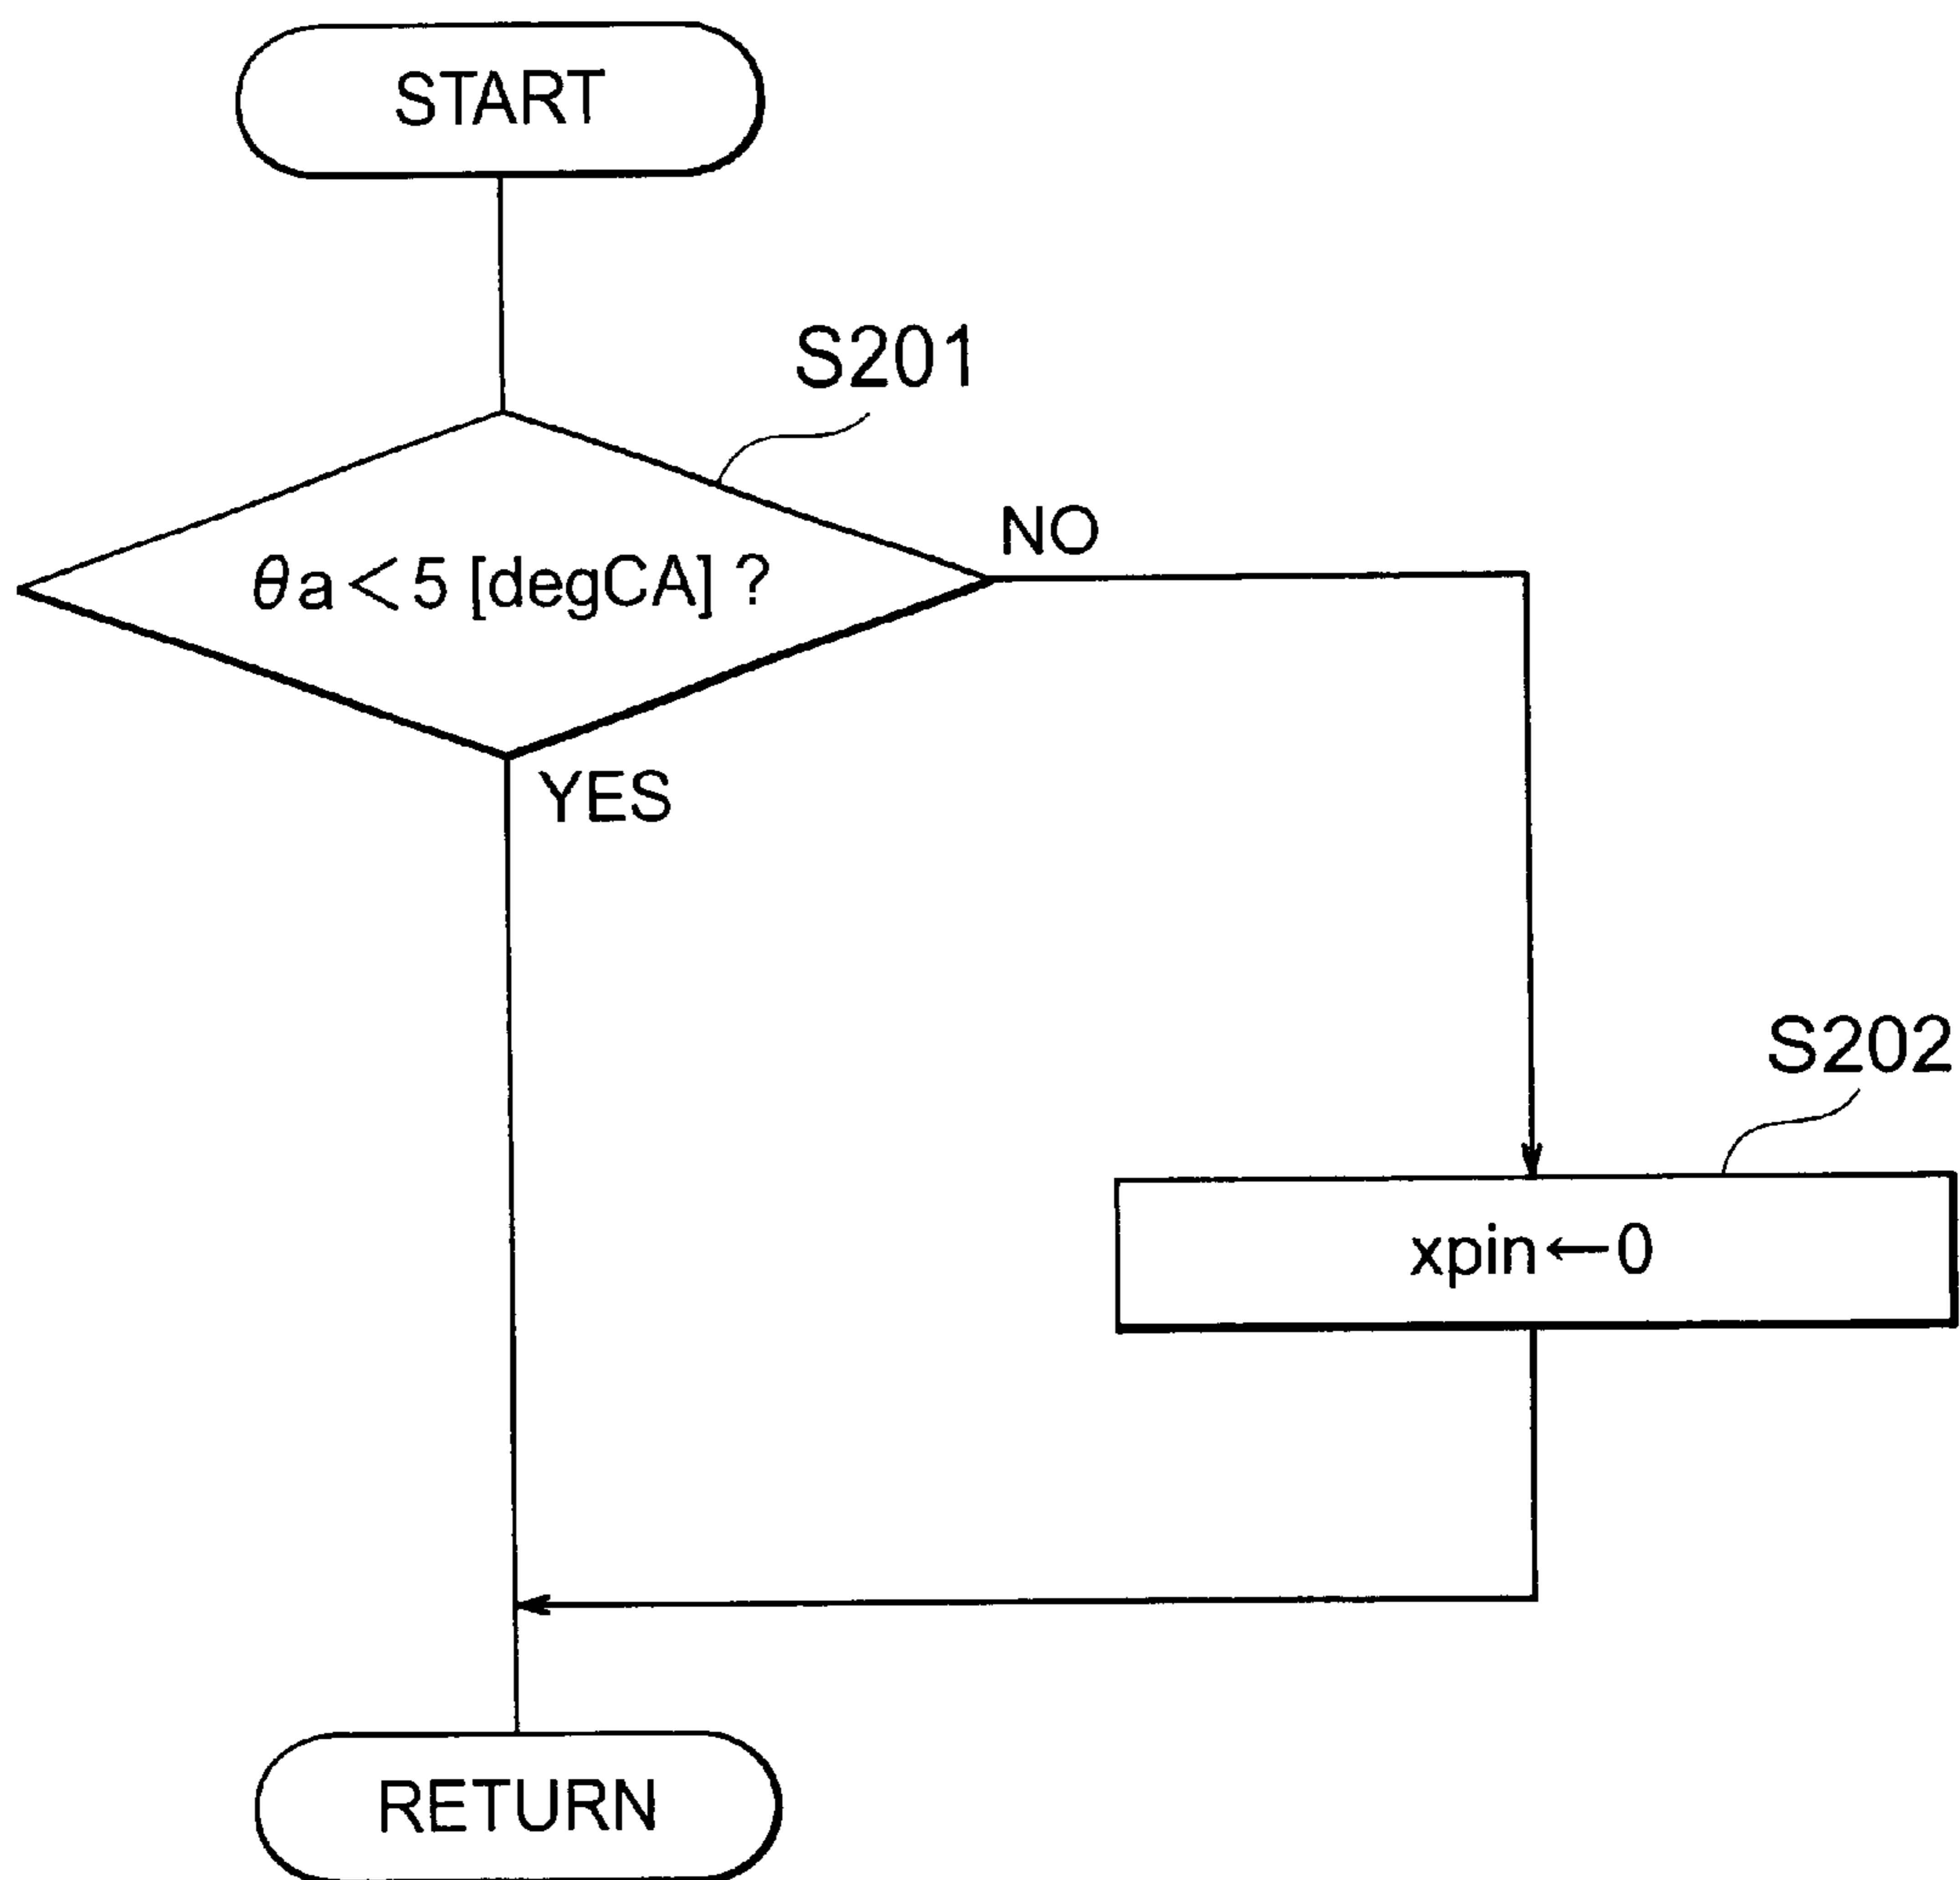 START
S201
θa＜5 [degCA] ?
NO
YES
S202
xpin←0
RETURN